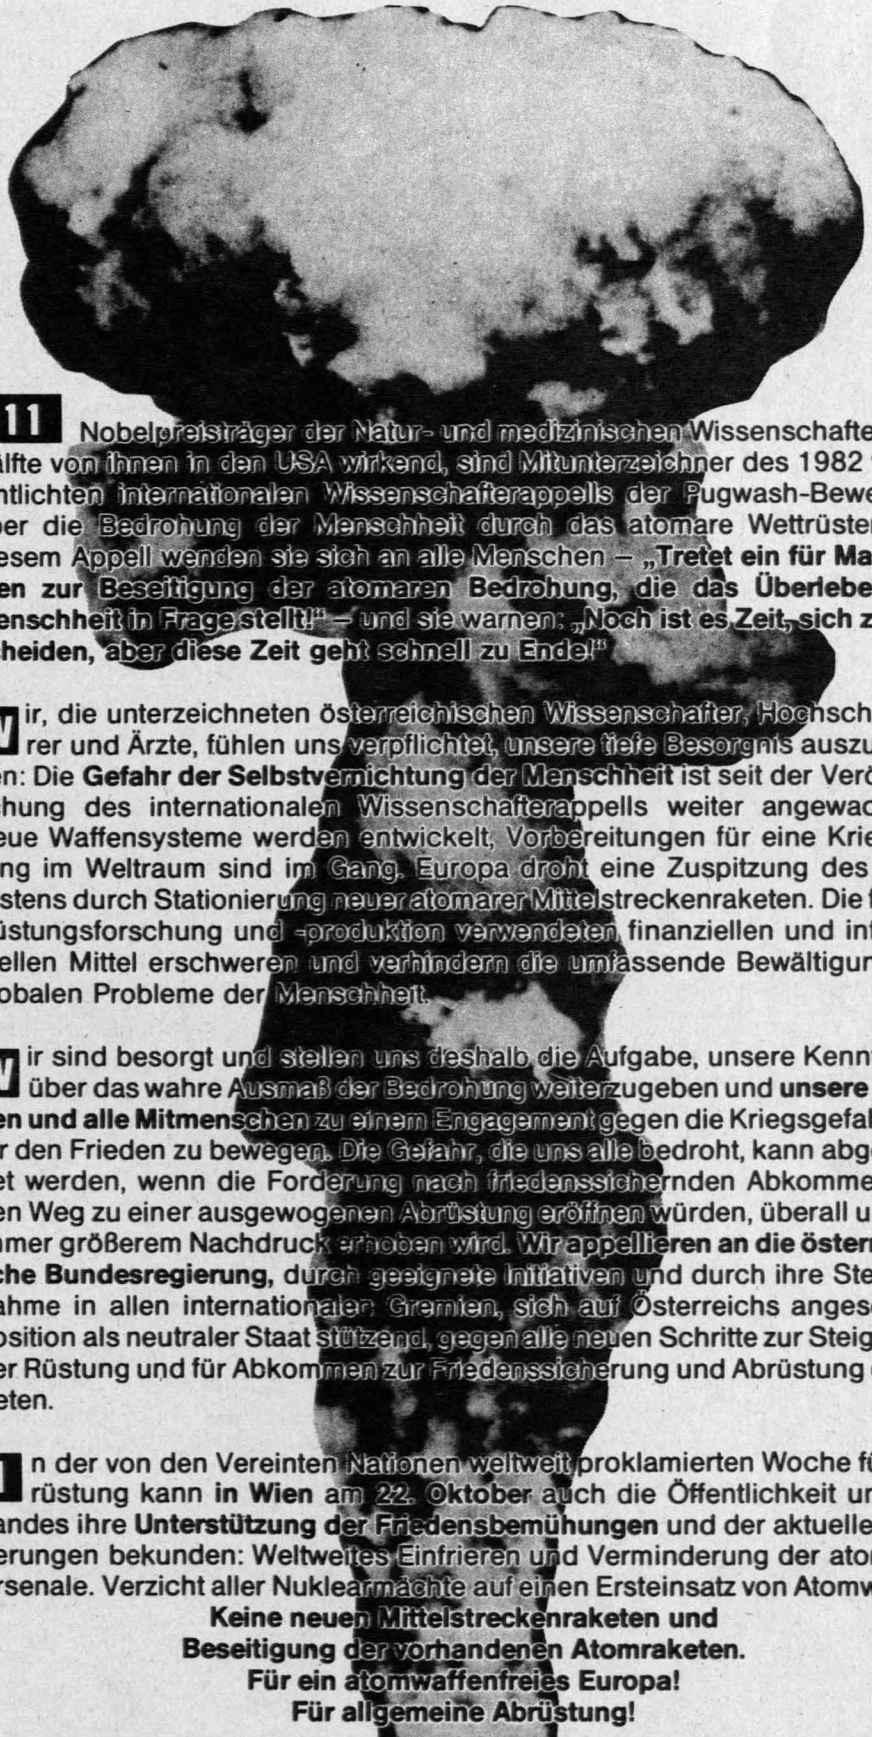 11 Nobelpreisträger der Natur- und medizinischen Wissenschafte
älfte von ihnen in den USA wirkend, sind Mitunterzeichner des 1982
ntlichten internationalen Wissenschafterappells der Pugwash-Bewe
ber die Bedrohung der Menschheit durch das atomare Wettrüsten
esem Appell wenden sie sich an alle Menschen – „Tretet ein für Ma
en zur Beseitigung der atomaren Bedrohung, die das Überlebe
enschheit in Frage stellt!“ – und sie warnen: „Noch ist es Zeit, sich z
cheiden, aber diese Zeit geht schnell zu Ende!“
Wir, die unterzeichneten österreichischen Wissenschafter, Hochsch
rer und Ärzte, fühlen uns verpflichtet, unsere tiefe Besorgnis auszu
en: Die Gefahr der Selbstvernichtung der Menschheit ist seit der Verö
chung des internationalen Wissenschafterappells weiter angewac
eue Waffensysteme werden entwickelt, Vorbereitungen für eine Krie
ng im Weltraum sind im Gang. Europa droht eine Zuspitzung des
stens durch Stationierung neuer atomarer Mittelstreckenraketen. Die f
üstungsforschung und -produktion verwendeten finanziellen und int
ellen Mittel erschweren und verhindern die umfassende Bewältigun
obalen Probleme der Menschheit.
Wir sind besorgt und stellen uns deshalb die Aufgabe, unsere Kennt
über das wahre Ausmaß der Bedrohung weiterzugeben und unsere
en und alle Mitmenschen zu einem Engagement gegen die Kriegsgefah
r den Frieden zu bewegen. Die Gefahr, die uns alle bedroht, kann abge
et werden, wenn die Forderung nach friedenssichernden Abkomme
en Weg zu einer ausgewogenen Abrüstung eröffnen würden, überall u
mmer größerem Nachdruck erhoben wird. Wir appellieren an die österr
che Bundesregierung, durch geeignete Initiativen und durch ihre Ste
ahme in allen internationalen Gremien, sich auf Österreichs angese
osition als neutraler Staat stützend, gegen alle neuen Schritte zur Steig
er Rüstung und für Abkommen zur Friedenssicherung und Abrüstung
eten.
In der von den Vereinten Nationen weltweit proklamierten Woche fü
rüstung kann in Wien am 22. Oktober auch die Öffentlichkeit un
andes ihre Unterstützung der Friedensbemühungen und der aktuelle
erungen bekunden: Weltweites Einfrieren und Verminderung der ato
rsenale. Verzicht aller Nuklearmächte auf einen Ersteinsatz von Atomw
Keine neuen Mittelstreckenraketen und
Beseitigung der vorhandenen Atomraketen.
Für ein atomwaffenfreies Europa!
Für allgemeine Abrüstung!